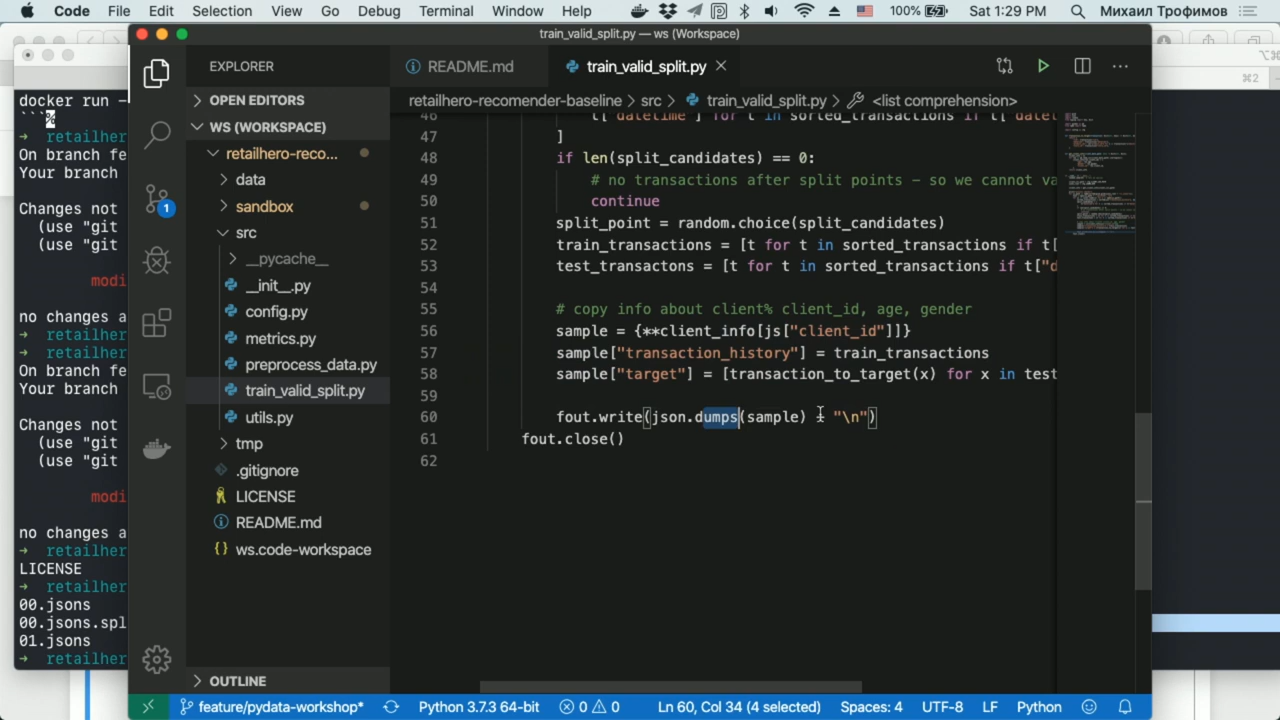 Code File Edit Selection View Go Debug Terminal Window Help 100% Sat 1:29 PM Михаил Трофимов
train_valid_split.py — ws (Workspace)
⌘2
docker run –
```%
→ retailher
On branch fe
Your branch
Changes not
(use "git
(use "git
modi
no changes a
→ retailher
→ retailher
On branch fe
Your branch
Changes not
(use "git
(use "git
modi
no changes a
→ retailher
LICENSE
→ retailher
00.jsons
00.jsons.spl
01.jsons
→ retailher
EXPLORER
OPEN EDITORS
WS (WORKSPACE)
retailhero-reco...
data
sandbox
src
__pycache__
__init__.py
config.py
metrics.py
preprocess_data.py
train_valid_split.py
utils.py
tmp
.gitignore
LICENSE
README.md
{} ws.code-workspace
OUTLINE
1
README.md train_valid_split.py
retailhero-recomender-baseline > src > train_valid_split.py > <list comprehension>
46 t["datetime"] for t in sorted_transactions if t["datet
47 ]
48 if len(split_candidates) == 0:
49 # no transactions after split points – so we cannot va
50 continue
51 split_point = random.choice(split_candidates)
52 train_transactions = [t for t in sorted_transactions if t[
53 test_transactons = [t for t in sorted_transactions if t["d
54
55 # copy info about client% client_id, age, gender
56 sample = {**client_info[js["client_id"]]}
57 sample["transaction_history"] = train_transactions
58 sample["target"] = [transaction_to_target(x) for x in test
59
60 fout.write(json.dumps(sample) + "\n")
61 fout.close()
62
feature/pydata-workshop* Python 3.7.3 64-bit 0 0 Ln 60, Col 34 (4 selected) Spaces: 4 UTF-8 LF Python